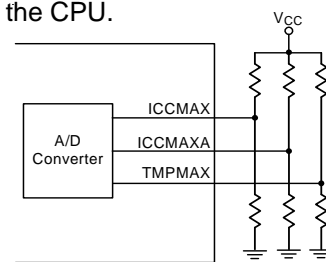 the CPU.
VCC
ICCMAX
A/D
Converter
ICCMAXA
TMPMAX